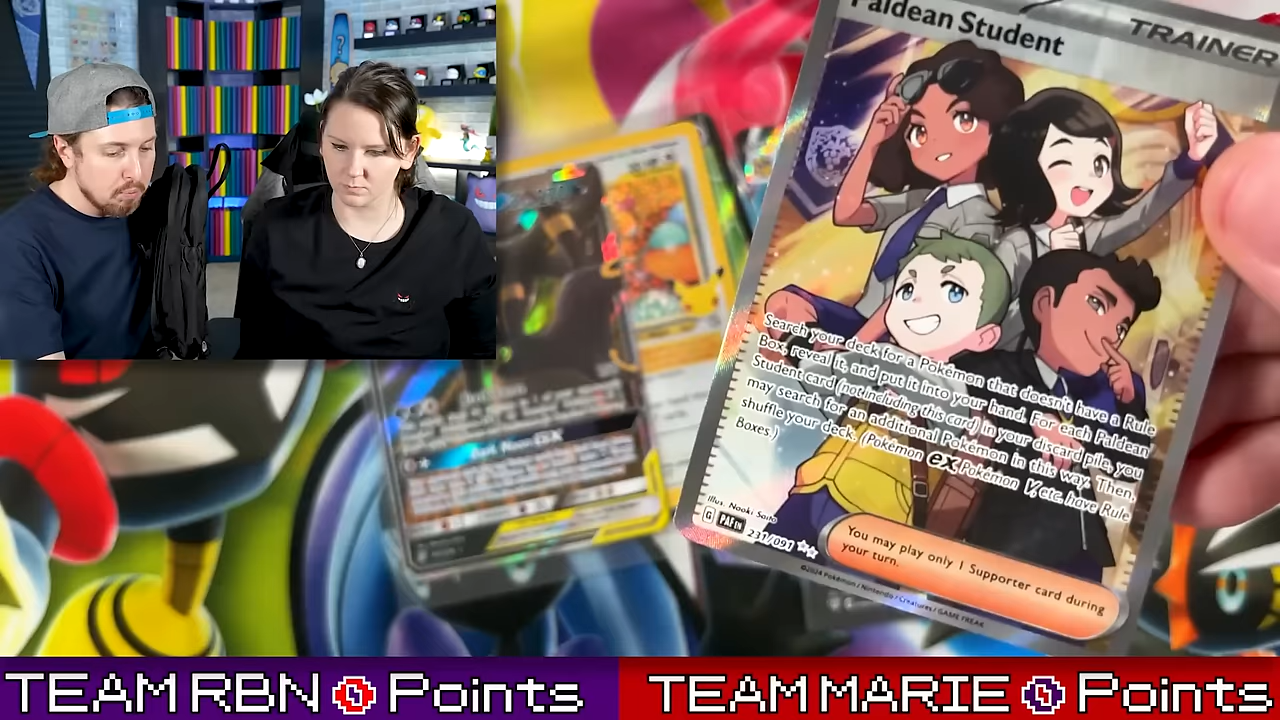 Paldean Student
TRAINER
Search your deck for a Pokémon that doesn't have a Rule
Box, reveal it, and put it into your hand. For each Paldean
Student card (not including this card) in your discard pile, you
may search for an additional Pokémon in this way. Then,
shuffle your deck. (Pokémon ex, Pokémon V, etc. have Rule
Boxes.)
Illus. Naoki Saito
G PAF EN 231/091
You may play only 1 Supporter card during
your turn.
©2024 Pokémon / Nintendo / Creatures / GAME FREAK
TEAM RBN Points
TEAM MARIE Points